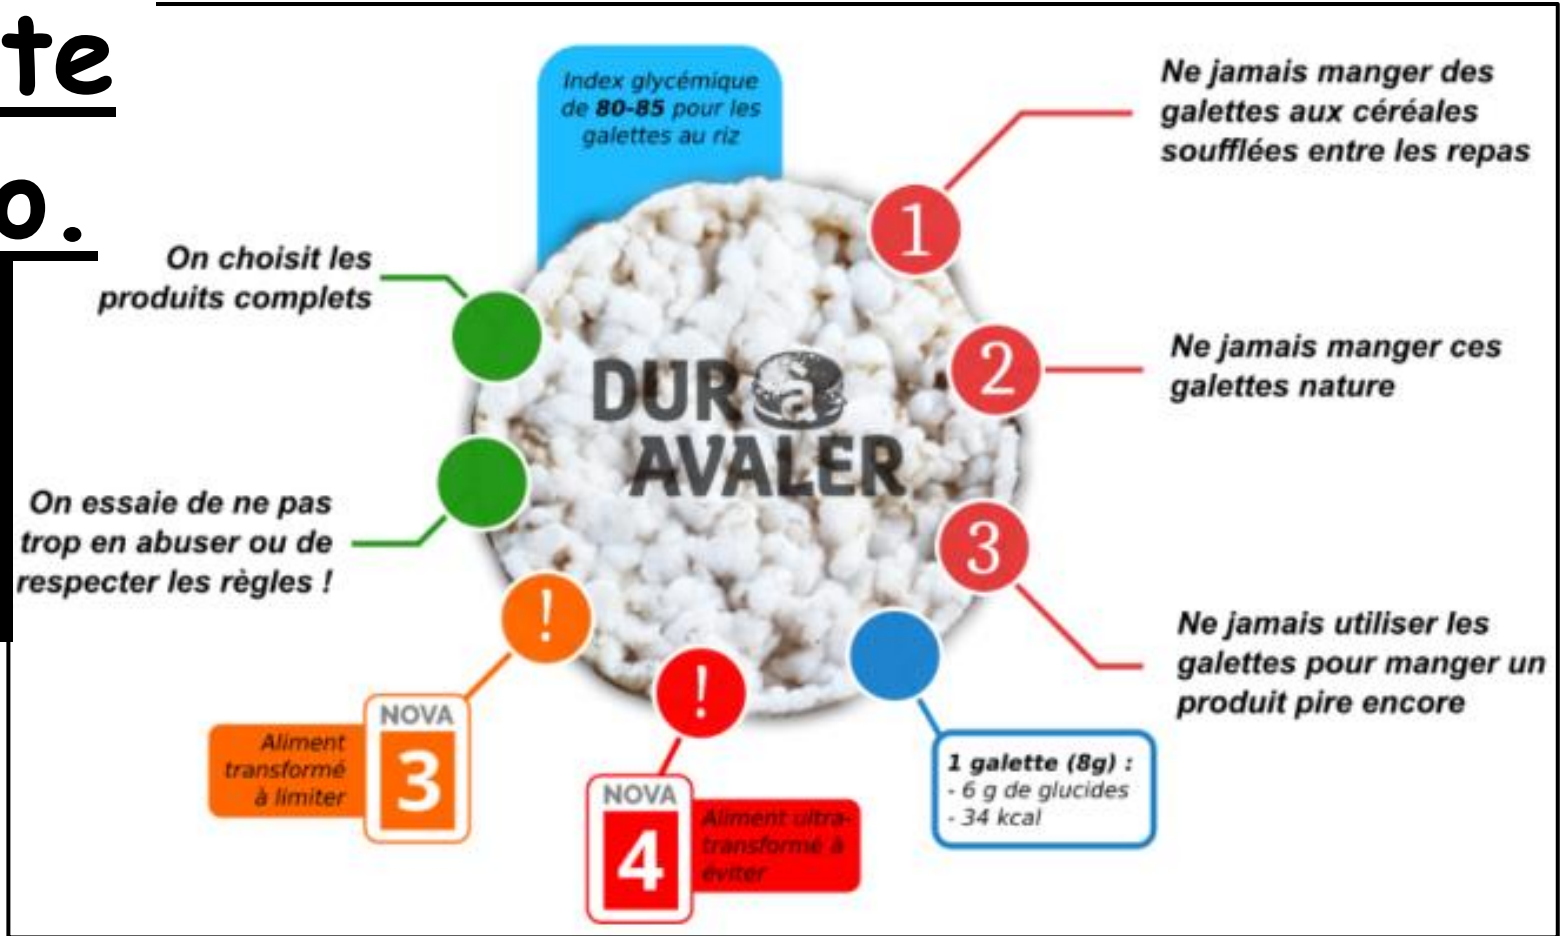 te
o.
Index glycémique
de 80-85 pour les
galettes au riz
Ne jamais manger des
galettes aux céréales
soufflées entre les repas
1
On choisit les
produits complets
2
Ne jamais manger ces
galettes nature
DUR a
AVALER
On essaie de ne pas
trop en abuser ou de
respecter les règles !
3
Ne jamais utiliser les
galettes pour manger un
produit pire encore
!
!
NOVA
3
Aliment
transformé
à limiter
NOVA
4
Aliment ultra-
transformé à
éviter
1 galette (8g) :
- 6 g de glucides
- 34 kcal